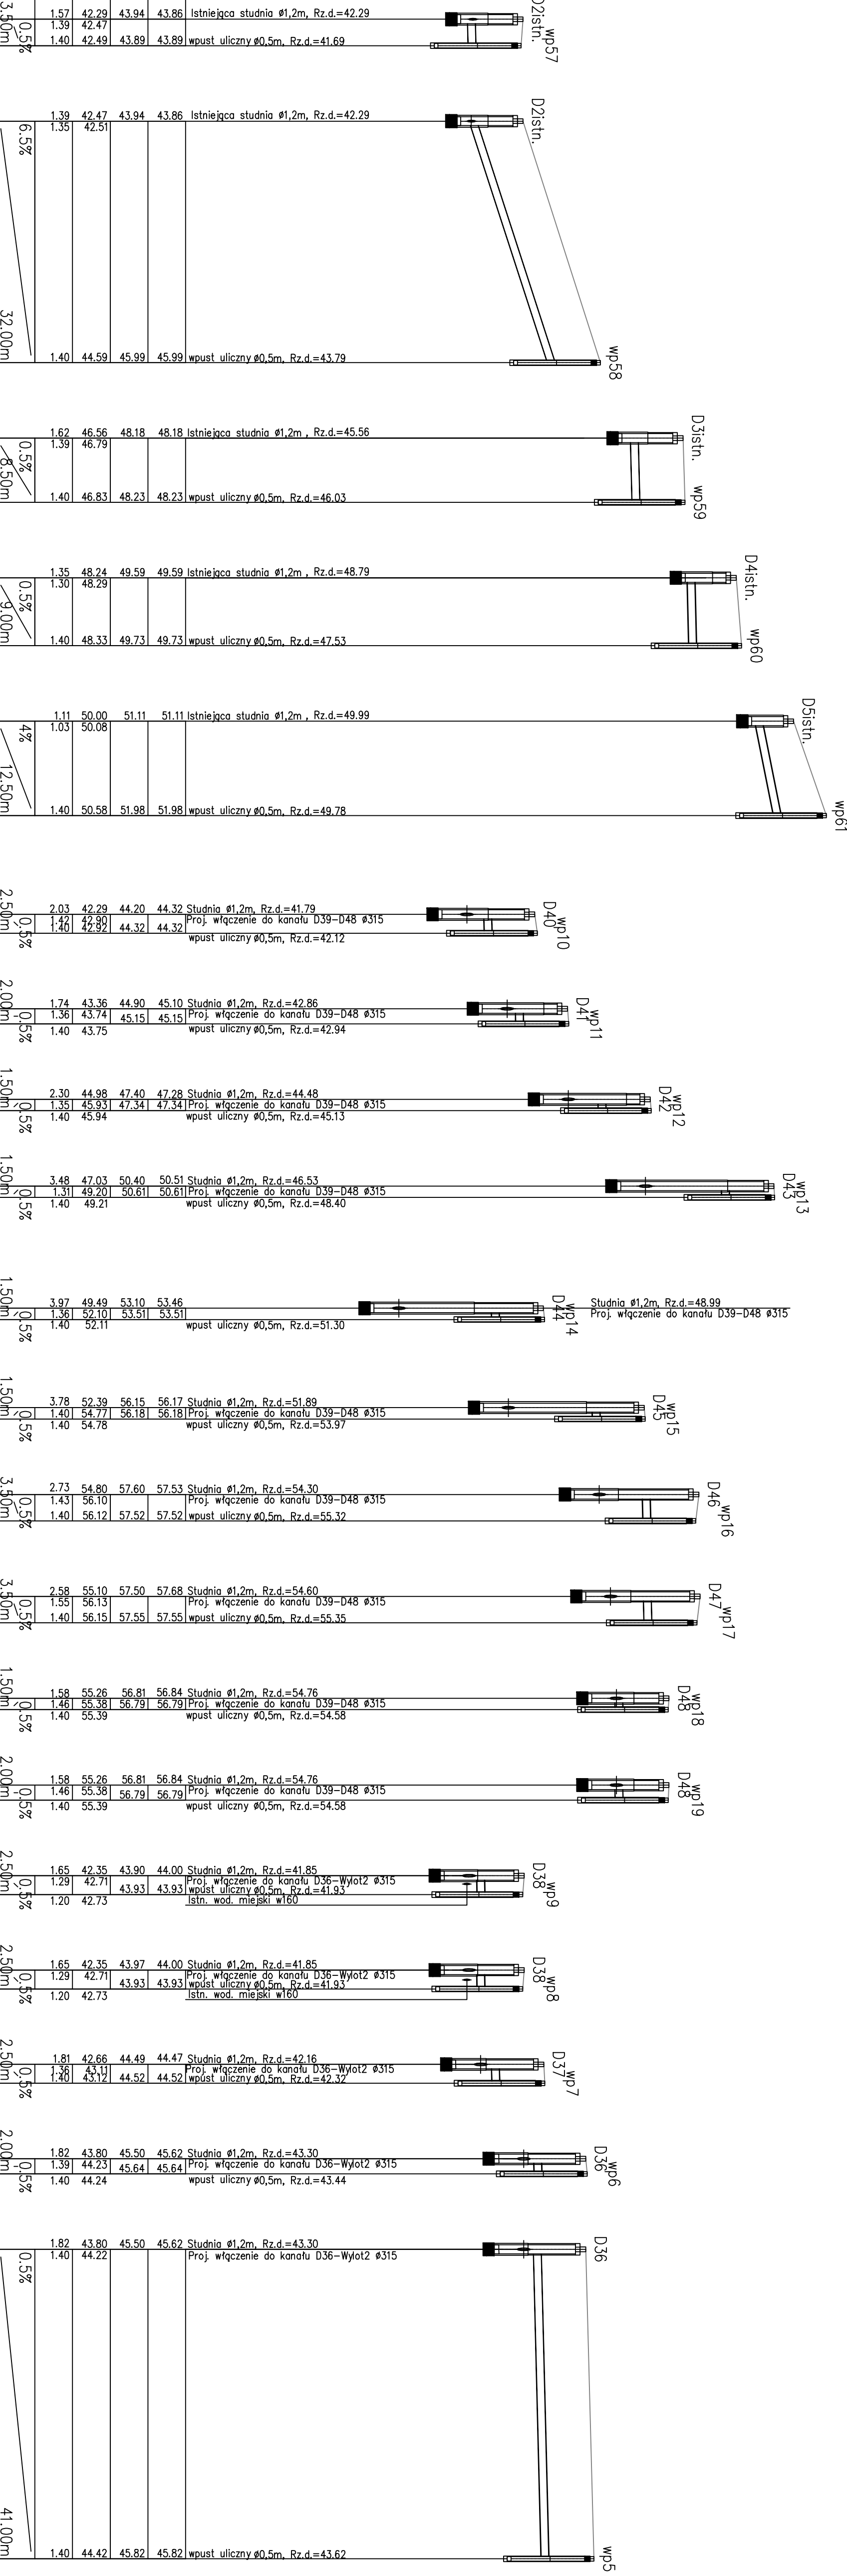 1.57 42.29 43.94 43.86 Istniejąca studnia ø1,2m, Rz.d.=42.29
1.39 42.47
1.40 42.49 43.89 43.89 wpust uliczny ø0,5m, Rz.d.=41.69
3.50m 0.5%
D2istn. wp57
1.39 42.47 43.94 43.86 Istniejąca studnia ø1,2m, Rz.d.=42.29
1.35 42.51
1.40 44.59 45.99 45.99 wpust uliczny ø0,5m, Rz.d.=43.79
6.5% 32.00m
D2istn. wp58
1.62 46.56 48.18 48.18 Istniejąca studnia ø1,2m , Rz.d.=45.56
1.39 46.79
1.40 46.83 48.23 48.23 wpust uliczny ø0,5m, Rz.d.=46.03
0.5% 8.50m
D3istn. wp59
1.35 48.24 49.59 49.59 Istniejąca studnia ø1,2m , Rz.d.=48.79
1.30 48.29
1.40 48.33 49.73 49.73 wpust uliczny ø0,5m, Rz.d.=47.53
0.5% 9.00m
D4istn. wp60
1.11 50.00 51.11 51.11 Istniejąca studnia ø1,2m , Rz.d.=49.99
1.03 50.08
1.40 50.58 51.98 51.98 wpust uliczny ø0,5m, Rz.d.=49.78
4% 12.50m
D5istn. wp61
2.03 42.29 44.20 44.32 Studnia ø1,2m, Rz.d.=41.79
1.42 42.90 Proj. włączenie do kanału D39-D48 ø315
1.40 42.92 44.32 44.32 wpust uliczny ø0,5m, Rz.d.=42.12
2.50m 0.5%
D40 wp10
1.74 43.36 44.90 45.10 Studnia ø1,2m, Rz.d.=42.86
1.36 43.74 45.15 45.15 Proj. włączenie do kanału D39-D48 ø315
1.40 43.75 wpust uliczny ø0,5m, Rz.d.=42.94
2.00m 0.5%
D41 wp11
2.30 44.98 47.40 47.28 Studnia ø1,2m, Rz.d.=44.48
1.35 45.93 47.34 47.34 Proj. włączenie do kanału D39-D48 ø315
1.40 45.94 wpust uliczny ø0,5m, Rz.d.=45.13
1.50m 0.5%
D42 wp12
3.48 47.03 50.40 50.51 Studnia ø1,2m, Rz.d.=46.53
1.31 49.20 50.61 50.61 Proj. włączenie do kanału D39-D48 ø315
1.40 49.21 wpust uliczny ø0,5m, Rz.d.=48.40
1.50m 0.5%
D43 wp13
3.97 49.49 53.10 53.46 Studnia ø1,2m, Rz.d.=48.99
1.36 52.10 53.51 53.51 Proj. włączenie do kanału D39-D48 ø315
1.40 52.11 wpust uliczny ø0,5m, Rz.d.=51.30
1.50m 0.5%
D44 wp14
3.78 52.39 56.15 56.17 Studnia ø1,2m, Rz.d.=51.89
1.40 54.77 56.18 56.18 Proj. włączenie do kanału D39-D48 ø315
1.40 54.78 wpust uliczny ø0,5m, Rz.d.=53.97
1.50m 0.5%
D45 wp15
2.73 54.80 57.60 57.53 Studnia ø1,2m, Rz.d.=54.30
1.43 56.10 Proj. włączenie do kanału D39-D48 ø315
1.40 56.12 57.52 57.52 wpust uliczny ø0,5m, Rz.d.=55.32
3.50m 0.5%
D46 wp16
2.58 55.10 57.50 57.68 Studnia ø1,2m, Rz.d.=54.60
1.55 56.13 Proj. włączenie do kanału D39-D48 ø315
1.40 56.15 57.55 57.55 wpust uliczny ø0,5m, Rz.d.=55.35
3.50m 0.5%
D47 wp17
1.58 55.26 56.81 56.84 Studnia ø1,2m, Rz.d.=54.76
1.46 55.38 56.79 56.79 Proj. włączenie do kanału D39-D48 ø315
1.40 55.39 wpust uliczny ø0,5m, Rz.d.=54.58
1.50m 0.5%
D48 wp18
1.58 55.26 56.81 56.84 Studnia ø1,2m, Rz.d.=54.76
1.46 55.38 56.79 56.79 Proj. włączenie do kanału D39-D48 ø315
1.40 55.39 wpust uliczny ø0,5m, Rz.d.=54.58
2.00m 0.5%
D48 wp19
1.65 42.35 43.90 44.00 Studnia ø1,2m, Rz.d.=41.85
1.29 42.71 Proj. włączenie do kanału D36-Wylot2 ø315
43.93 43.93 wpust uliczny ø0,5m, Rz.d.=41.93
1.20 42.73 Istn. wod. miejski w160
2.50m 0.5%
D38 wp9
1.65 42.35 43.97 44.00 Studnia ø1,2m, Rz.d.=41.85
1.29 42.71 Proj. włączenie do kanału D36-Wylot2 ø315
43.93 43.93 wpust uliczny ø0,5m, Rz.d.=41.93
1.20 42.73 Istn. wod. miejski w160
2.50m 0.5%
D38 wp8
1.81 42.66 44.49 44.47 Studnia ø1,2m, Rz.d.=42.16
1.36 43.11 Proj. włączenie do kanału D36-Wylot2 ø315
1.40 43.12 44.52 44.52 wpust uliczny ø0,5m, Rz.d.=42.32
2.50m 0.5%
D37 wp7
1.82 43.80 45.50 45.62 Studnia ø1,2m, Rz.d.=43.30
1.39 44.23 45.64 45.64 Proj. włączenie do kanału D36-Wylot2 ø315
1.40 44.24 wpust uliczny ø0,5m, Rz.d.=43.44
2.00m 0.5%
D36 wp6
1.82 43.80 45.50 45.62 Studnia ø1,2m, Rz.d.=43.30
1.40 44.22 Proj. włączenie do kanału D36-Wylot2 ø315
1.40 44.42 45.82 45.82 wpust uliczny ø0,5m, Rz.d.=43.62
0.5% 41.00m
D36 wp5